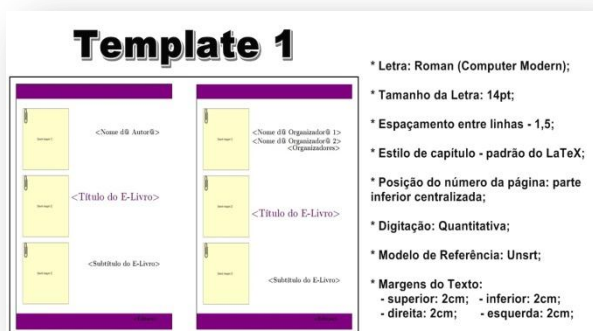 Template 1
<Nome d@ Autor@>
<Título do E-Livro>
<Subtítulo do E-Livro>
<Nome d@ Organizador@ 1>
<Nome d@ Organizador@ 2>
<Organizadores>
<Título do E-Livro>
<Subtítulo do E-Livro>
* Letra: Roman (Computer Modern);
* Tamanho da Letra: 14pt;
* Espaçamento entre linhas - 1,5;
* Estilo de capítulo - padrão do LaTeX;
* Posição do número da página: parte
inferior centralizada;
* Digitação: Quantitativa;
* Modelo de Referência: Unsrt;
* Margens do Texto:
- superior: 2cm; - inferior: 2cm;
- direita: 2cm; - esquerda: 2cm;